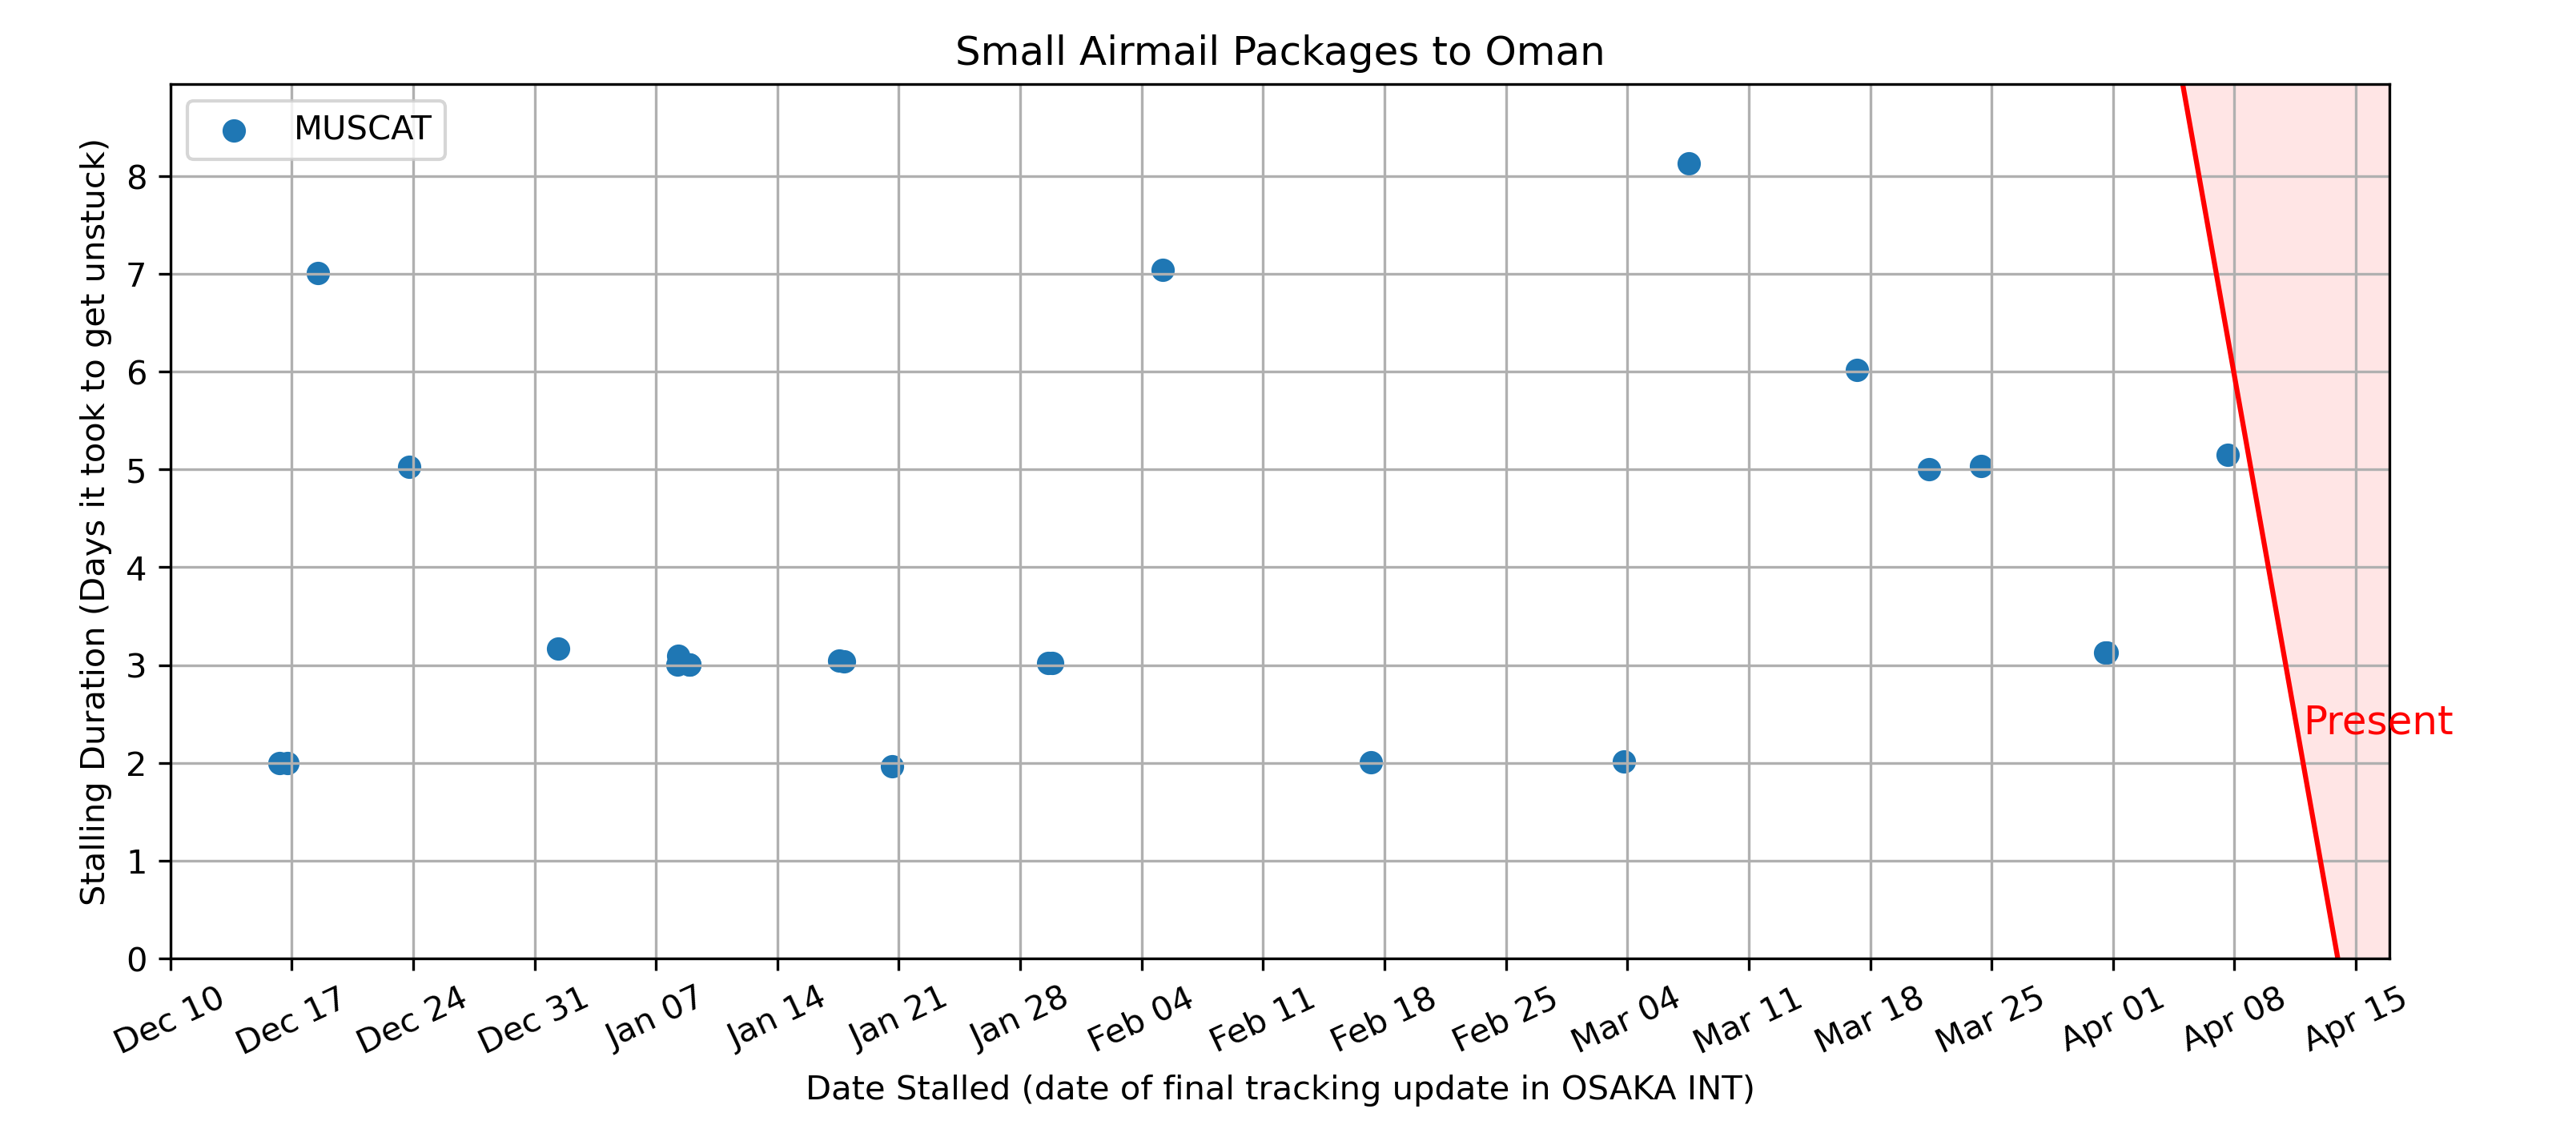 Small Airmail Packages to Oman
MUSCAT
Stalling Duration (Days it took to get unstuck)
8
7
6
5
4
3
2
1
0
Present
Dec 10
Dec 17
Dec 24
Dec 31
Jan 07
Jan 14
Jan 21
Jan 28
Feb 04
Feb 11
Feb 18
Feb 25
Mar 04
Mar 11
Mar 18
Mar 25
Apr 01
Apr 08
Apr 15
Date Stalled (date of final tracking update in OSAKA INT)